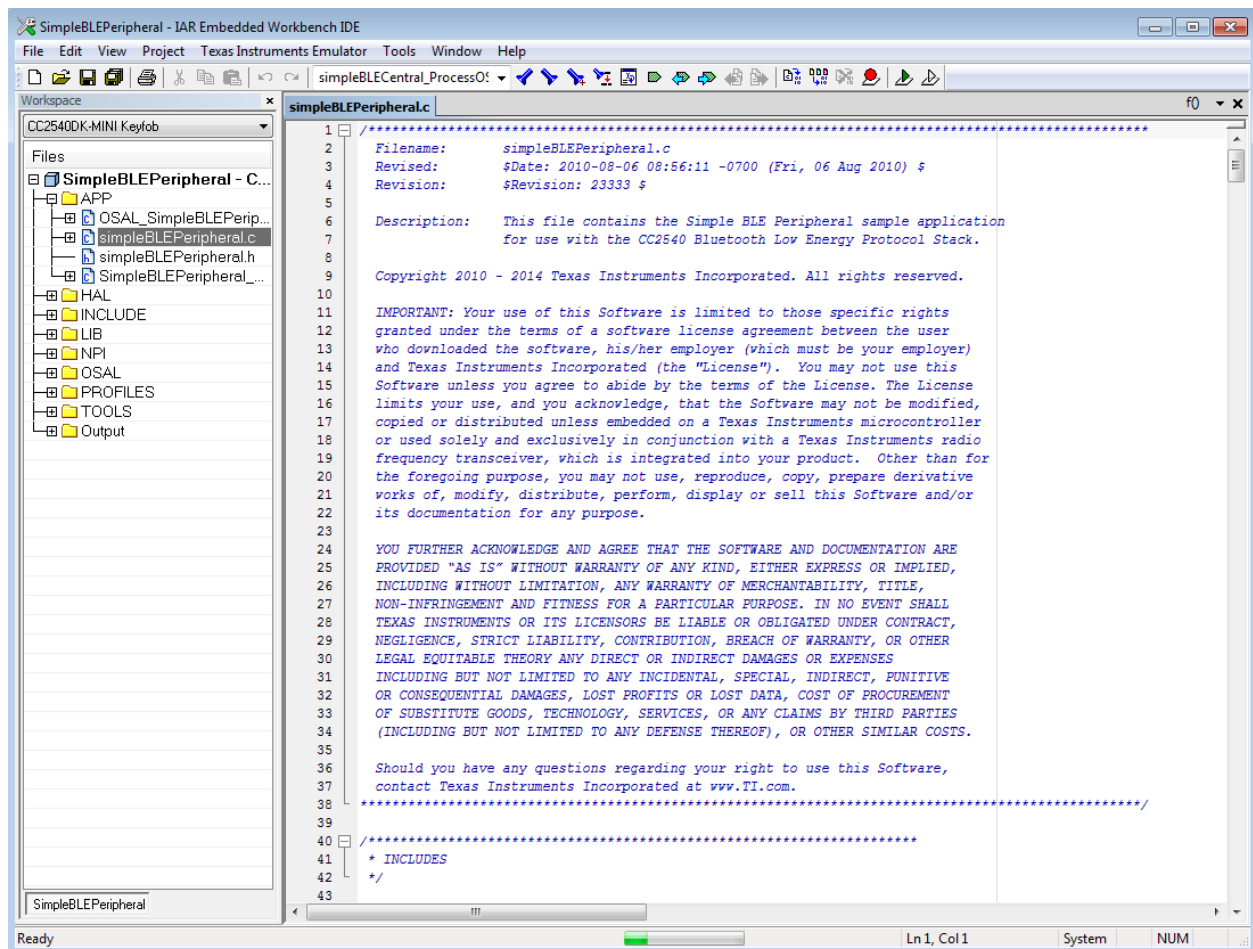 SimpleBLEPeripheral - IAR Embedded Workbench IDE
File Edit View Project Texas Instruments Emulator Tools Window Help
simpleBLECentral_ProcessOS
Workspace
CC2540DK-MINI Keyfob
Files
SimpleBLEPeripheral - C...
APP
OSAL_SimpleBLEPerip...
simpleBLEPeripheral.c
simpleBLEPeripheral.h
SimpleBLEPeripheral_...
HAL
INCLUDE
LIB
NPI
OSAL
PROFILES
TOOLS
Output
SimpleBLEPeripheral
simpleBLEPeripheral.c
f()
1 /**************************************************************************************************
2 Filename: simpleBLEPeripheral.c
3 Revised: $Date: 2010-08-06 08:56:11 -0700 (Fri, 06 Aug 2010) $
4 Revision: $Revision: 23333 $
5
6 Description: This file contains the Simple BLE Peripheral sample application
7 for use with the CC2540 Bluetooth Low Energy Protocol Stack.
8
9 Copyright 2010 - 2014 Texas Instruments Incorporated. All rights reserved.
10
11 IMPORTANT: Your use of this Software is limited to those specific rights
12 granted under the terms of a software license agreement between the user
13 who downloaded the software, his/her employer (which must be your employer)
14 and Texas Instruments Incorporated (the "License"). You may not use this
15 Software unless you agree to abide by the terms of the License. The License
16 limits your use, and you acknowledge, that the Software may not be modified,
17 copied or distributed unless embedded on a Texas Instruments microcontroller
18 or used solely and exclusively in conjunction with a Texas Instruments radio
19 frequency transceiver, which is integrated into your product. Other than for
20 the foregoing purpose, you may not use, reproduce, copy, prepare derivative
21 works of, modify, distribute, perform, display or sell this Software and/or
22 its documentation for any purpose.
23
24 YOU FURTHER ACKNOWLEDGE AND AGREE THAT THE SOFTWARE AND DOCUMENTATION ARE
25 PROVIDED “AS IS” WITHOUT WARRANTY OF ANY KIND, EITHER EXPRESS OR IMPLIED,
26 INCLUDING WITHOUT LIMITATION, ANY WARRANTY OF MERCHANTABILITY, TITLE,
27 NON-INFRINGEMENT AND FITNESS FOR A PARTICULAR PURPOSE. IN NO EVENT SHALL
28 TEXAS INSTRUMENTS OR ITS LICENSORS BE LIABLE OR OBLIGATED UNDER CONTRACT,
29 NEGLIGENCE, STRICT LIABILITY, CONTRIBUTION, BREACH OF WARRANTY, OR OTHER
30 LEGAL EQUITABLE THEORY ANY DIRECT OR INDIRECT DAMAGES OR EXPENSES
31 INCLUDING BUT NOT LIMITED TO ANY INCIDENTAL, SPECIAL, INDIRECT, PUNITIVE
32 OR CONSEQUENTIAL DAMAGES, LOST PROFITS OR LOST DATA, COST OF PROCUREMENT
33 OF SUBSTITUTE GOODS, TECHNOLOGY, SERVICES, OR ANY CLAIMS BY THIRD PARTIES
34 (INCLUDING BUT NOT LIMITED TO ANY DEFENSE THEREOF), OR OTHER SIMILAR COSTS.
35
36 Should you have any questions regarding your right to use this Software,
37 contact Texas Instruments Incorporated at www.TI.com.
38 **************************************************************************************************/
39
40 /*********************************************************************
41 * INCLUDES
42 */
43
Ready
Ln 1, Col 1
System
NUM